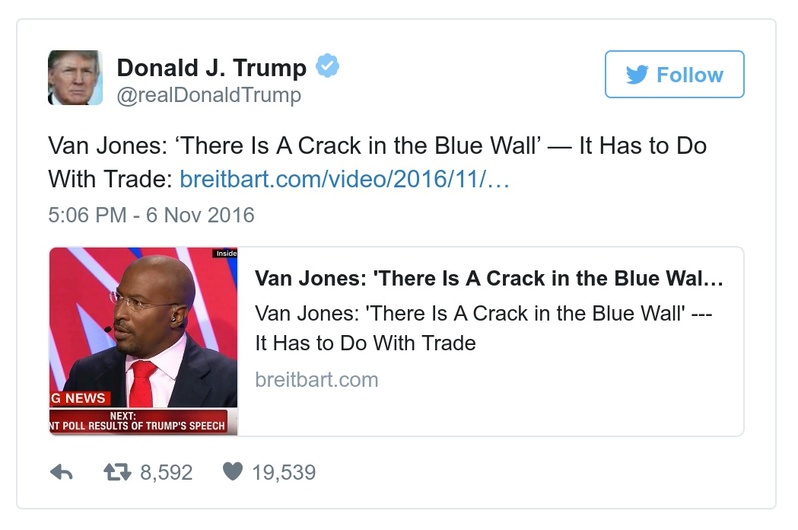 Donald J. Trump
@realDonaldTrump
Follow
Van Jones: ‘There Is A Crack in the Blue Wall’ — It Has to Do
With Trade: breitbart.com/video/2016/11/…
5:06 PM - 6 Nov 2016
Inside
G NEWS
NEXT:
NT POLL RESULTS OF TRUMP'S SPEECH
Van Jones: 'There Is A Crack in the Blue Wal…
Van Jones: 'There Is A Crack in the Blue Wall' ---
It Has to Do With Trade
breitbart.com
8,592 19,539